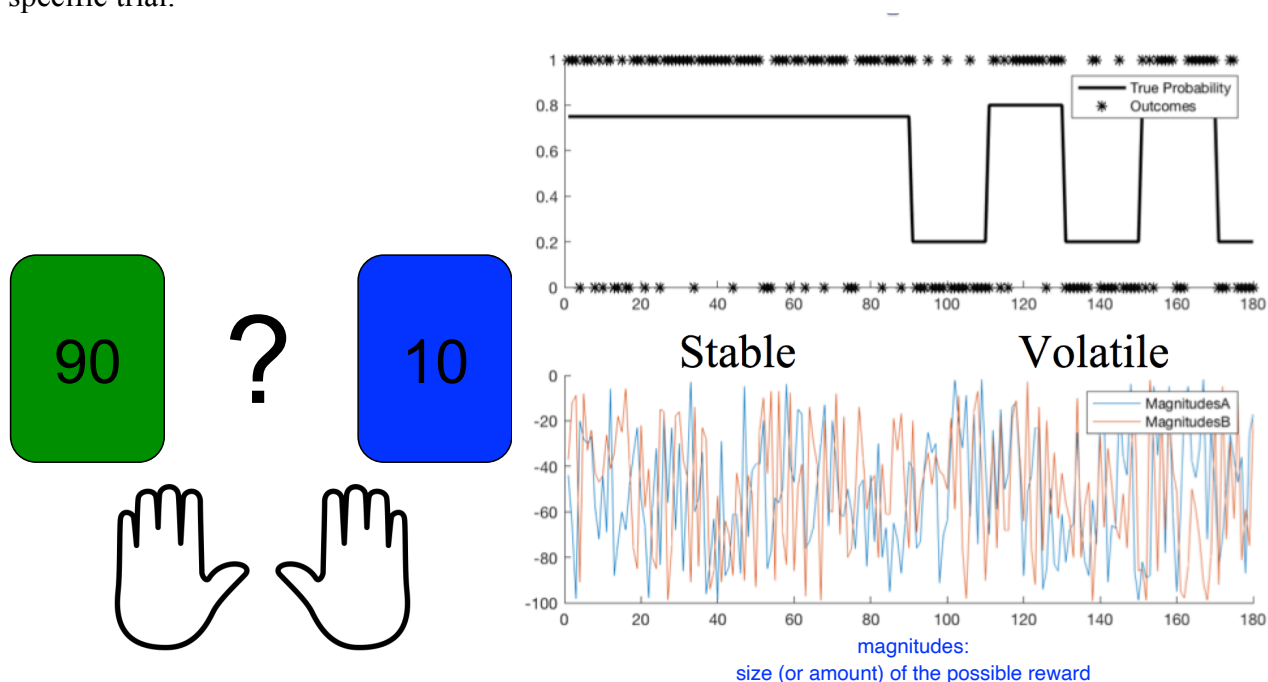 specific trial.
90
?
10
1
0.8
0.6
0.4
0.2
0
True Probability
Outcomes
0 20 40 60 80 100 120 140 160 180
Stable Volatile
0
-20
-40
-60
-80
-100
MagnitudesA
MagnitudesB
0 20 40 60 80 100 120 140 160 180
magnitudes:
size (or amount) of the possible reward